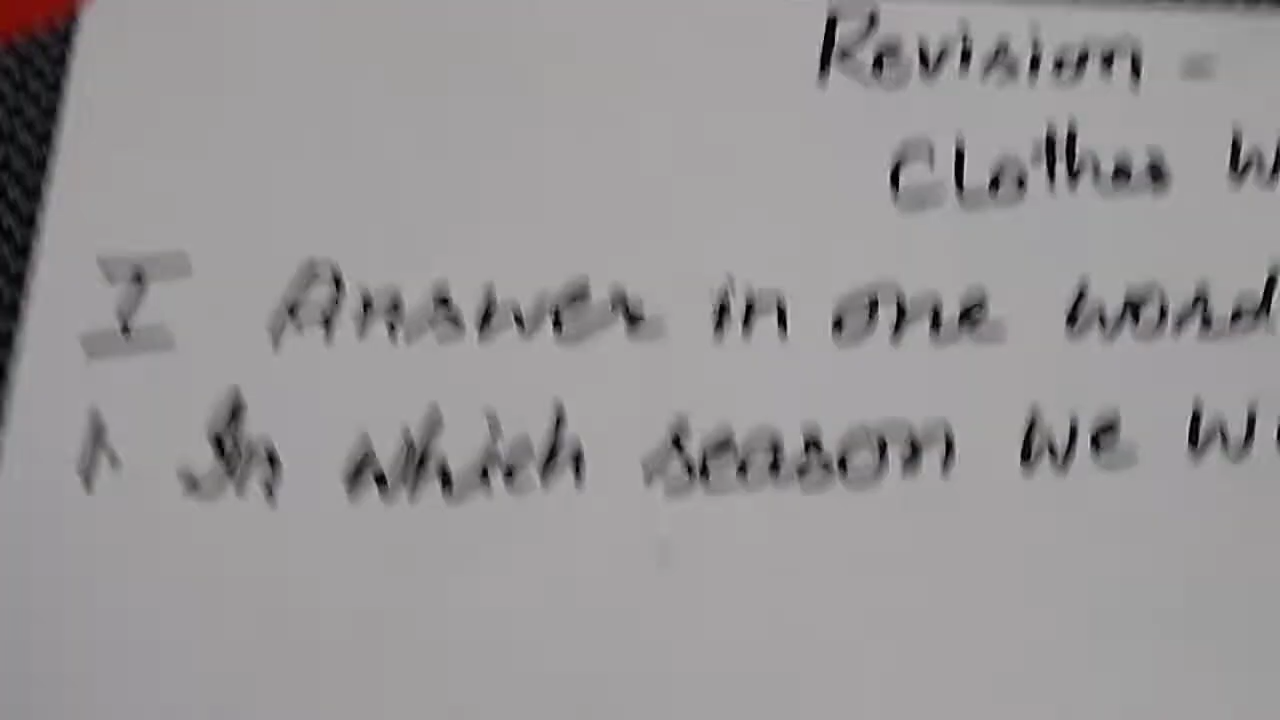 Revision -
Clothes W
I Answer in one word
1 In which season we w